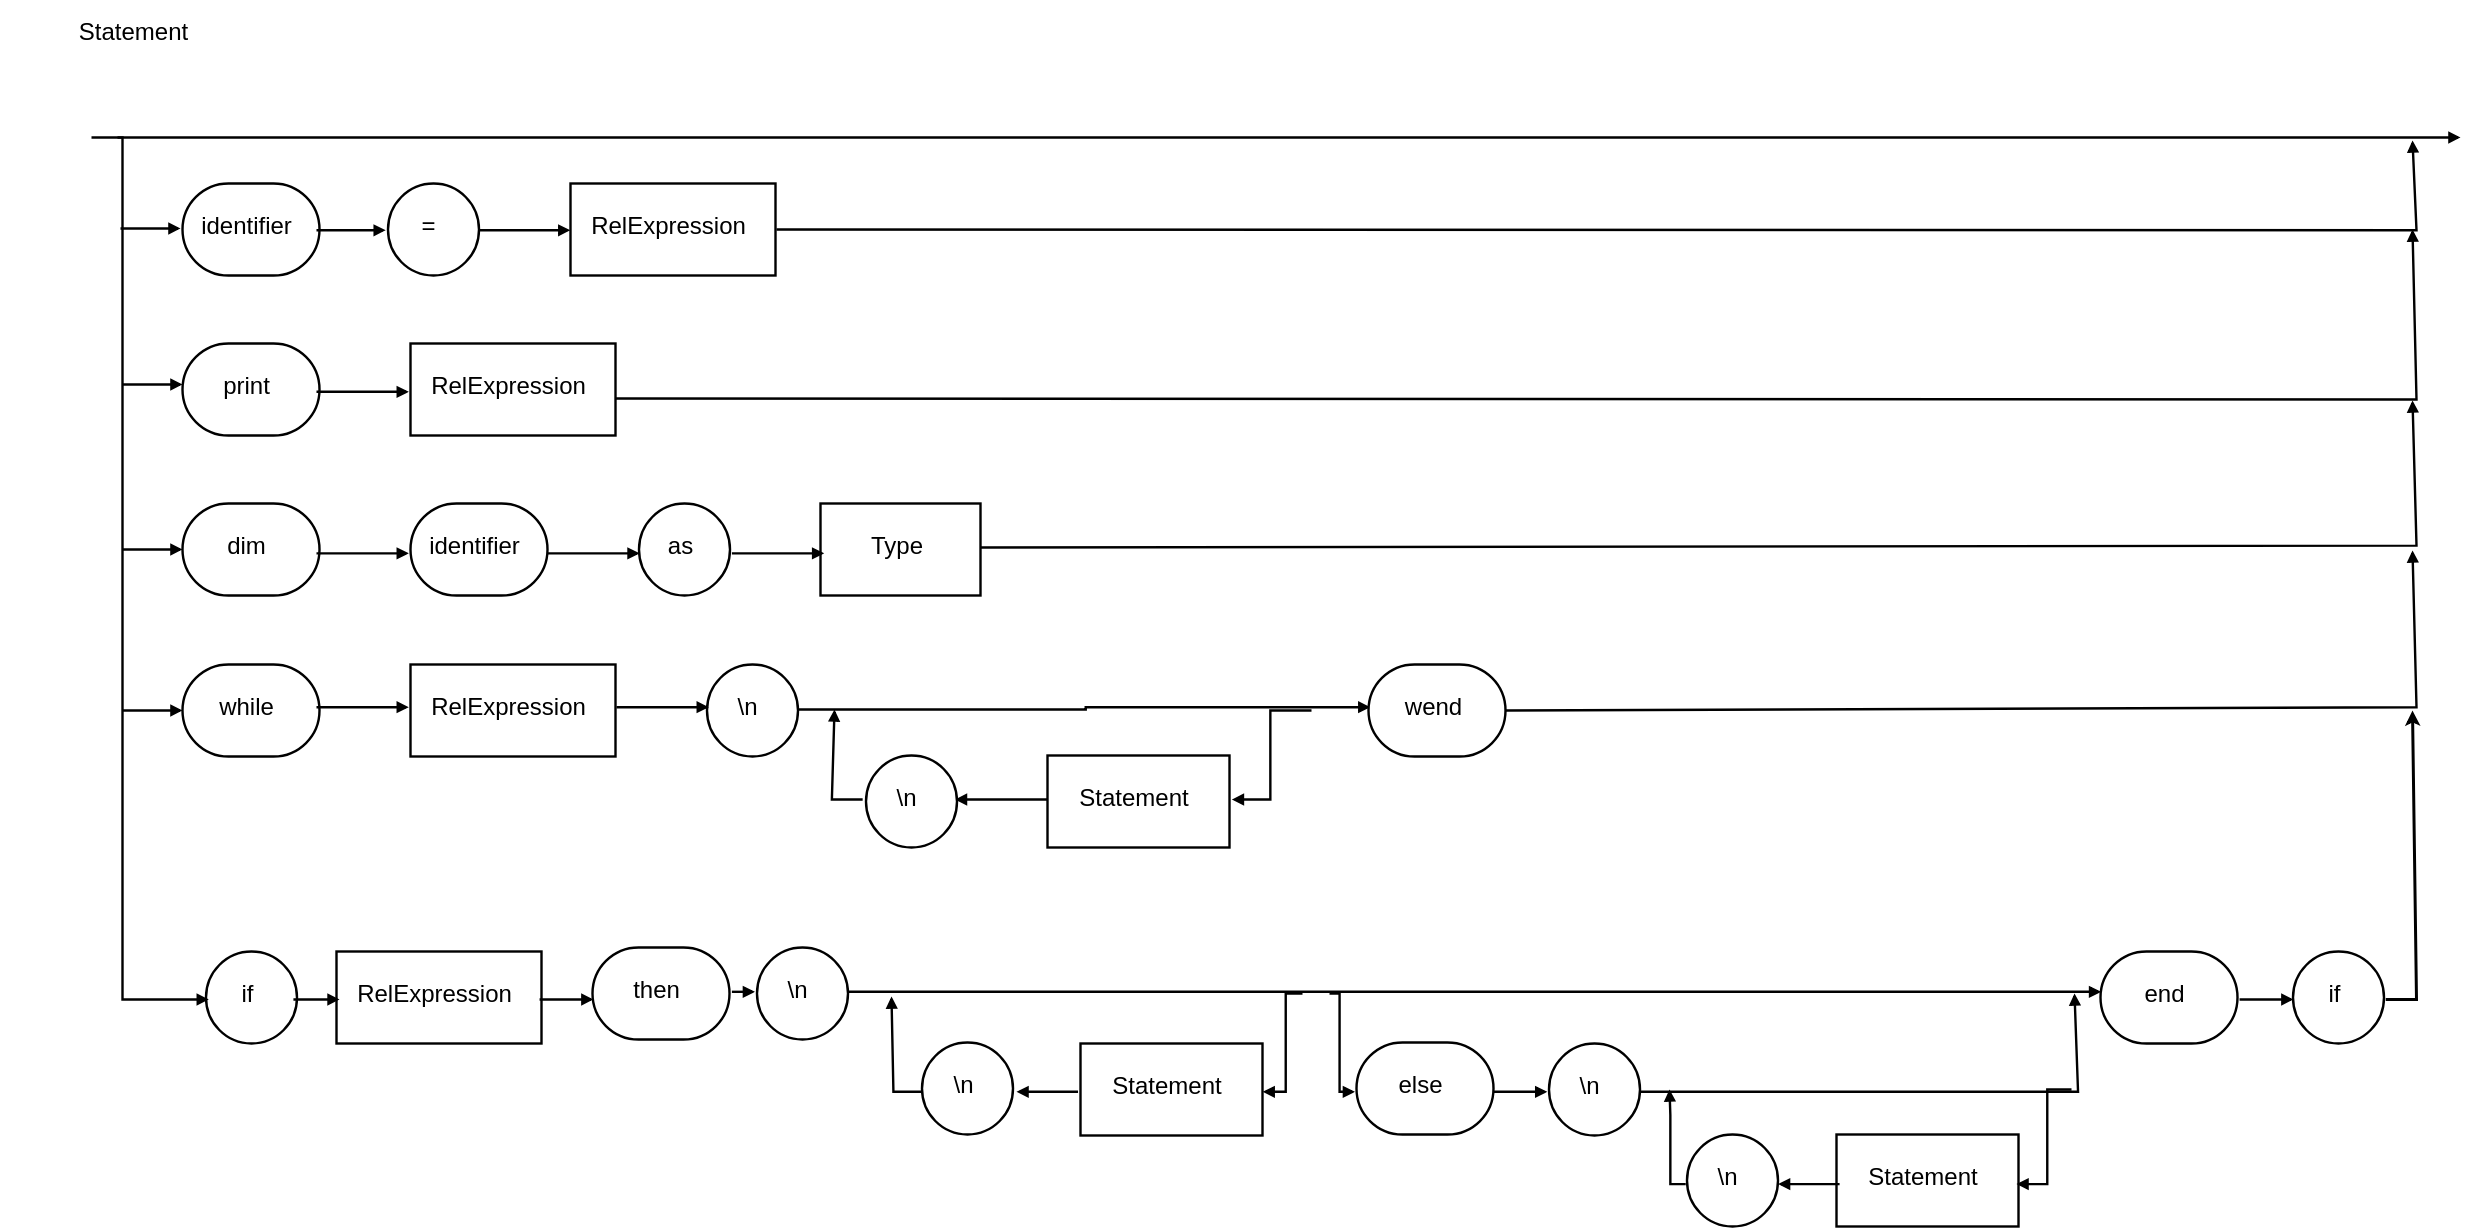 Statement
identifier = RelExpression
print RelExpression
dim identifier as Type
while RelExpression \n wend
\n Statement
if RelExpression then \n end if
\n Statement else \n
\n Statement